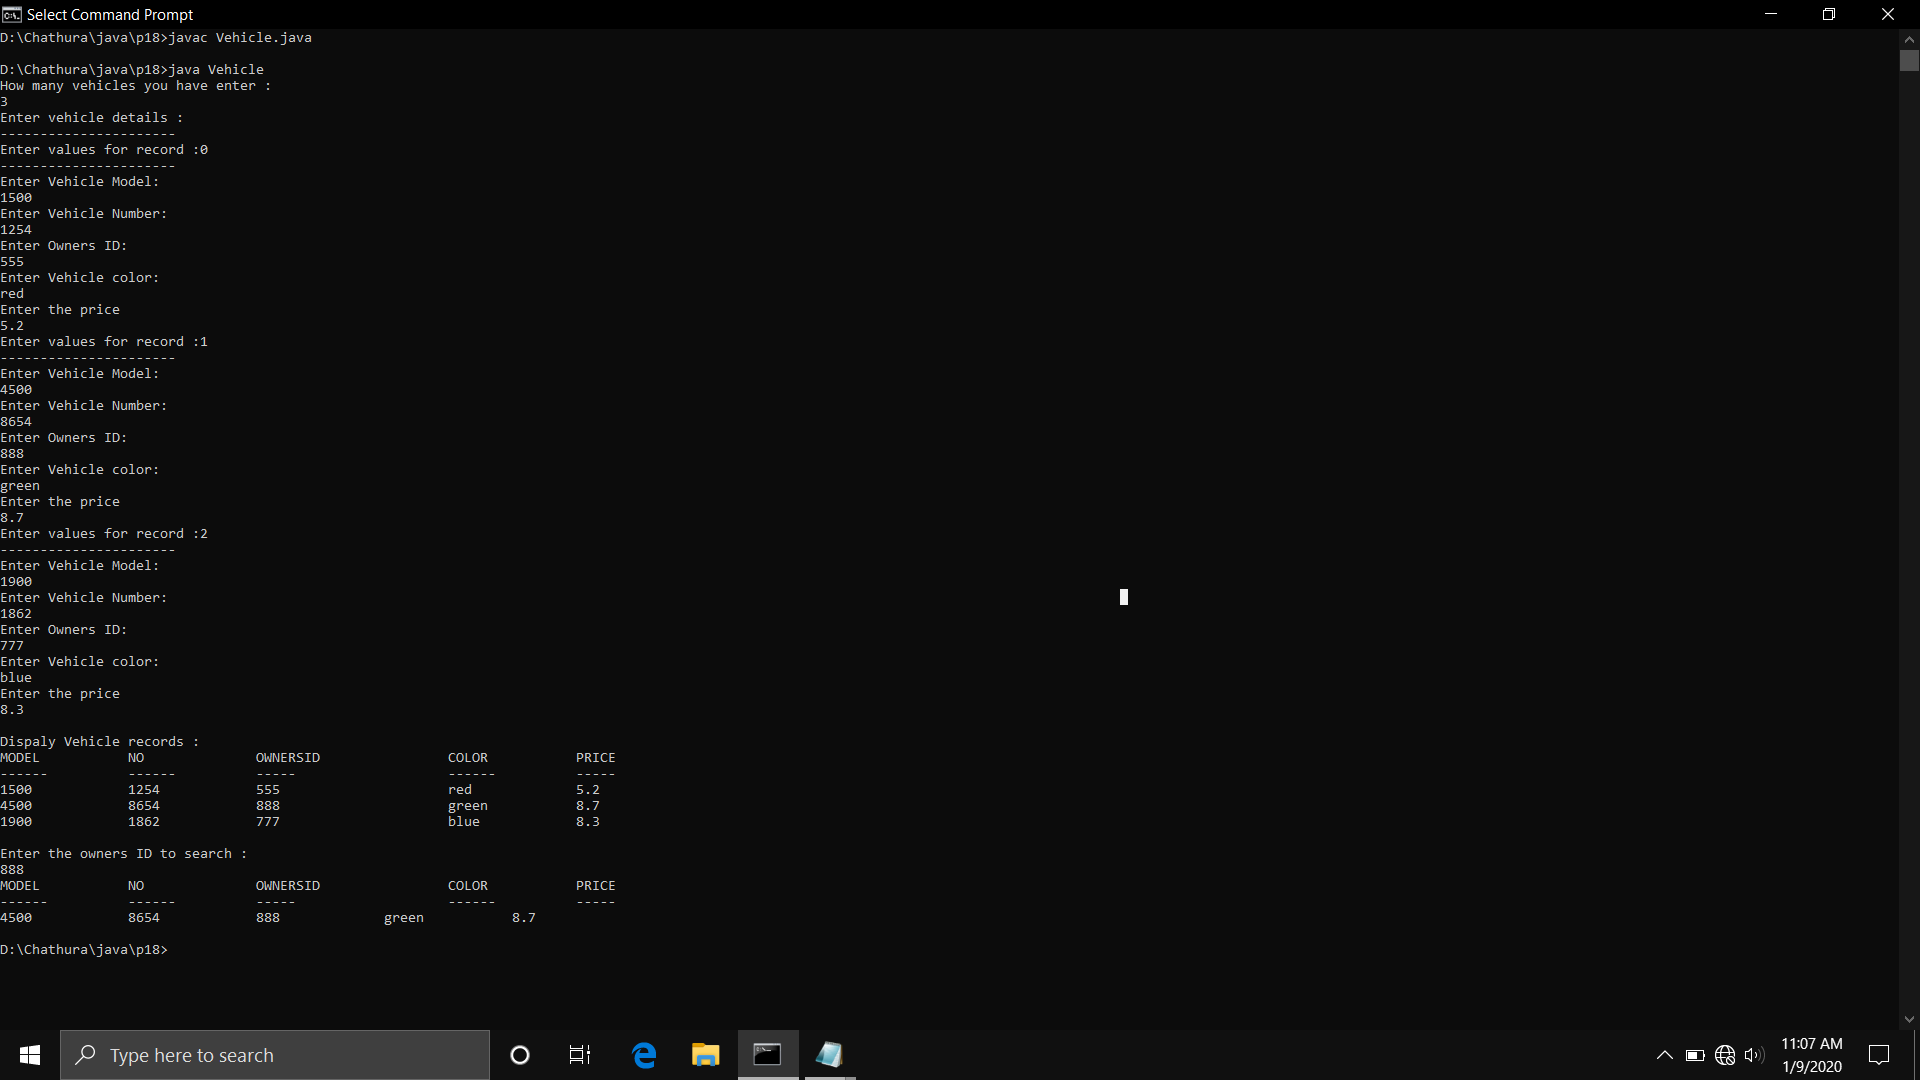 Select Command Prompt
D:\Chathura\java\p18>javac Vehicle.java
D:\Chathura\java\p18>java Vehicle
How many vehicles you have enter :
3
Enter vehicle details :
----------------------
Enter values for record :0
----------------------
Enter Vehicle Model:
1500
Enter Vehicle Number:
1254
Enter Owners ID:
555
Enter Vehicle color:
red
Enter the price
5.2
Enter values for record :1
----------------------
Enter Vehicle Model:
4500
Enter Vehicle Number:
8654
Enter Owners ID:
888
Enter Vehicle color:
green
Enter the price
8.7
Enter values for record :2
----------------------
Enter Vehicle Model:
1900
Enter Vehicle Number:
1862
Enter Owners ID:
777
Enter Vehicle color:
blue
Enter the price
8.3
Dispaly Vehicle records :
MODEL NO OWNERSID COLOR PRICE
------ ------ ----- ------ -----
1500 1254 555 red 5.2
4500 8654 888 green 8.7
1900 1862 777 blue 8.3
Enter the owners ID to search :
888
MODEL NO OWNERSID COLOR PRICE
------ ------ ----- ------ -----
4500 8654 888 green 8.7
D:\Chathura\java\p18>
Type here to search
11:07 AM
1/9/2020